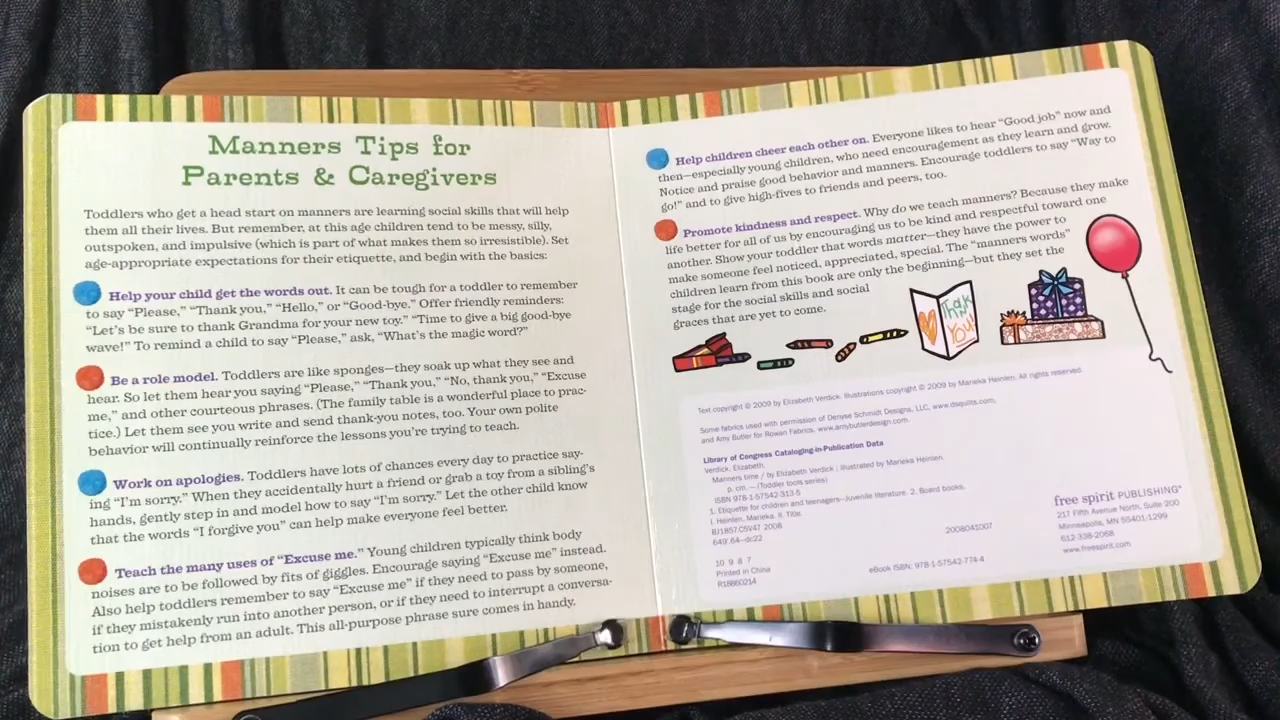 Manners Tips for
Parents & Caregivers
Toddlers who get a head start on manners are learning social skills that will help
them all their lives. But remember, at this age children tend to be messy, silly,
outspoken, and impulsive (which is part of what makes them so irresistible). Set
age-appropriate expectations for their etiquette, and begin with the basics:
Help your child get the words out. It can be tough for a toddler to remember
to say “Please,” “Thank you,” “Hello,” or “Good-bye.” Offer friendly reminders:
“Let’s be sure to thank Grandma for your new toy.” “Time to give a big good-bye
wave!” To remind a child to say “Please,” ask, “What’s the magic word?”
Be a role model. Toddlers are like sponges—they soak up what they see and
hear. So let them hear you saying “Please,” “Thank you,” “No, thank you,” “Excuse
me,” and other courteous phrases. (The family table is a wonderful place to prac-
tice.) Let them see you write and send thank-you notes, too. Your own polite
behavior will continually reinforce the lessons you’re trying to teach.
Work on apologies. Toddlers have lots of chances every day to practice say-
ing “I’m sorry.” When they accidentally hurt a friend or grab a toy from a sibling’s
hands, gently step in and model how to say “I’m sorry.” Let the other child know
that the words “I forgive you” can help make everyone feel better.
Teach the many uses of “Excuse me.” Young children typically think body
noises are to be followed by fits of giggles. Encourage saying “Excuse me” instead.
Also help toddlers remember to say “Excuse me” if they need to pass by someone,
if they mistakenly run into another person, or if they need to interrupt a conversa-
tion to get help from an adult. This all-purpose phrase sure comes in handy.
Help children cheer each other on. Everyone likes to hear “Good job” now and
then—especially young children, who need encouragement as they learn and grow.
Notice and praise good behavior and manners. Encourage toddlers to say “Way to
go!” and to give high-fives to friends and peers, too.
Promote kindness and respect. Why do we teach manners? Because they make
life better for all of us by encouraging us to be kind and respectful toward one
another. Show your toddler that words matter—they have the power to
make someone feel noticed, appreciated, special. The “manners words”
children learn from this book are only the beginning—but they set the
stage for the social skills and social
graces that are yet to come.
Thank
You!
Text copyright © 2009 by Elizabeth Verdick. Illustrations copyright © 2009 by Marieka Heinlen. All rights reserved.
Some fabrics used with permission of Denyse Schmidt Designs, LLC, www.dsquilts.com,
and Amy Butler for Rowan Fabrics, www.amybutlerdesign.com.
Library of Congress Cataloging-in-Publication Data
Verdick, Elizabeth.
Manners time / by Elizabeth Verdick ; illustrated by Marieka Heinlen.
p. cm. — (Toddler tools series)
ISBN 978-1-57542-313-5
1. Etiquette for children and teenagers—Juvenile literature. 2. Board books.
I. Heinlen, Marieka. II. Title.
BJ1857.C5V47 2008
649'.64—dc22
2008041007
10 9 8 7
Printed in China
R18860214
eBook ISBN: 978-1-57542-774-4
free spirit PUBLISHING®
217 Fifth Avenue North, Suite 200
Minneapolis, MN 55401-1299
612-338-2068
www.freespirit.com